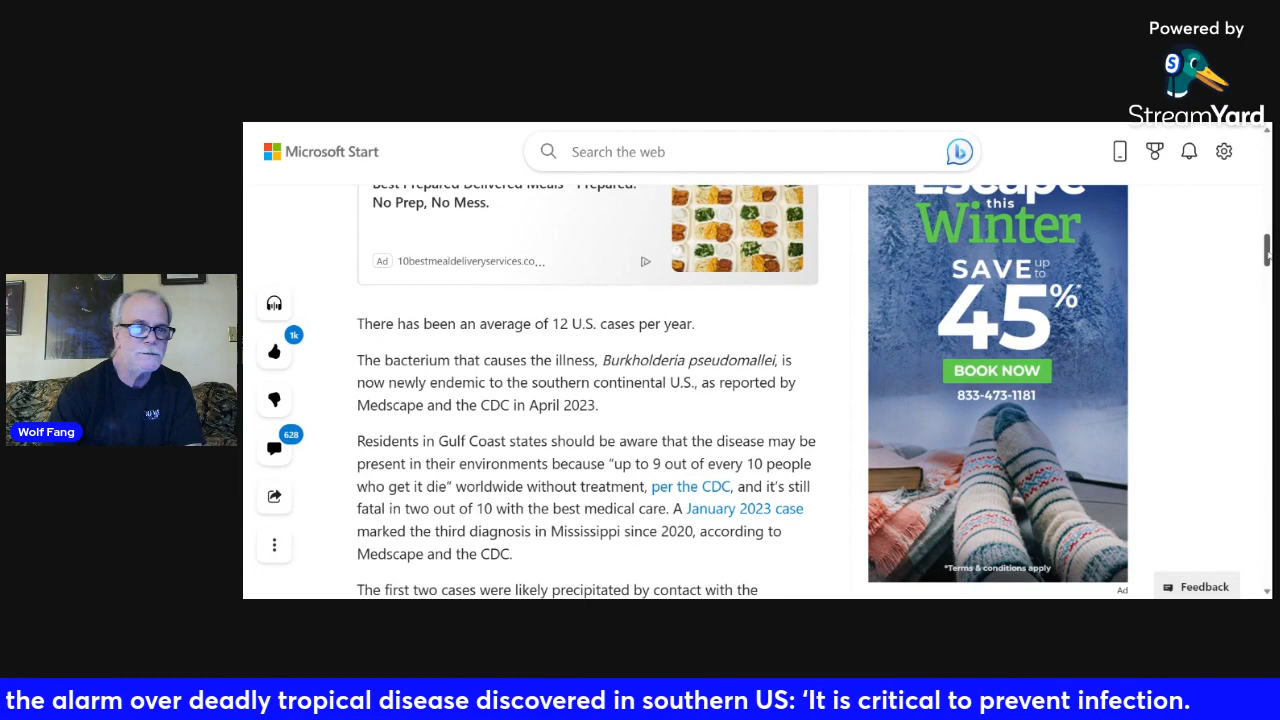 Powered by
StreamYard
Microsoft Start
Search the web
Best Prepared Delivered Meals - Prepared.
No Prep, No Mess.
Ad 10bestmealdeliveryservices.co...
Escape
this
Winter
SAVE up to
45%*
BOOK NOW
833-473-1181
*Terms & conditions apply
Ad
1k
628
There has been an average of 12 U.S. cases per year.
The bacterium that causes the illness, Burkholderia pseudomallei, is
now newly endemic to the southern continental U.S., as reported by
Medscape and the CDC in April 2023.
Residents in Gulf Coast states should be aware that the disease may be
present in their environments because “up to 9 out of every 10 people
who get it die” worldwide without treatment, per the CDC, and it’s still
fatal in two out of 10 with the best medical care. A January 2023 case
marked the third diagnosis in Mississippi since 2020, according to
Medscape and the CDC.
The first two cases were likely precipitated by contact with the
Feedback
Wolf Fang
the alarm over deadly tropical disease discovered in southern US: ‘It is critical to prevent infection.